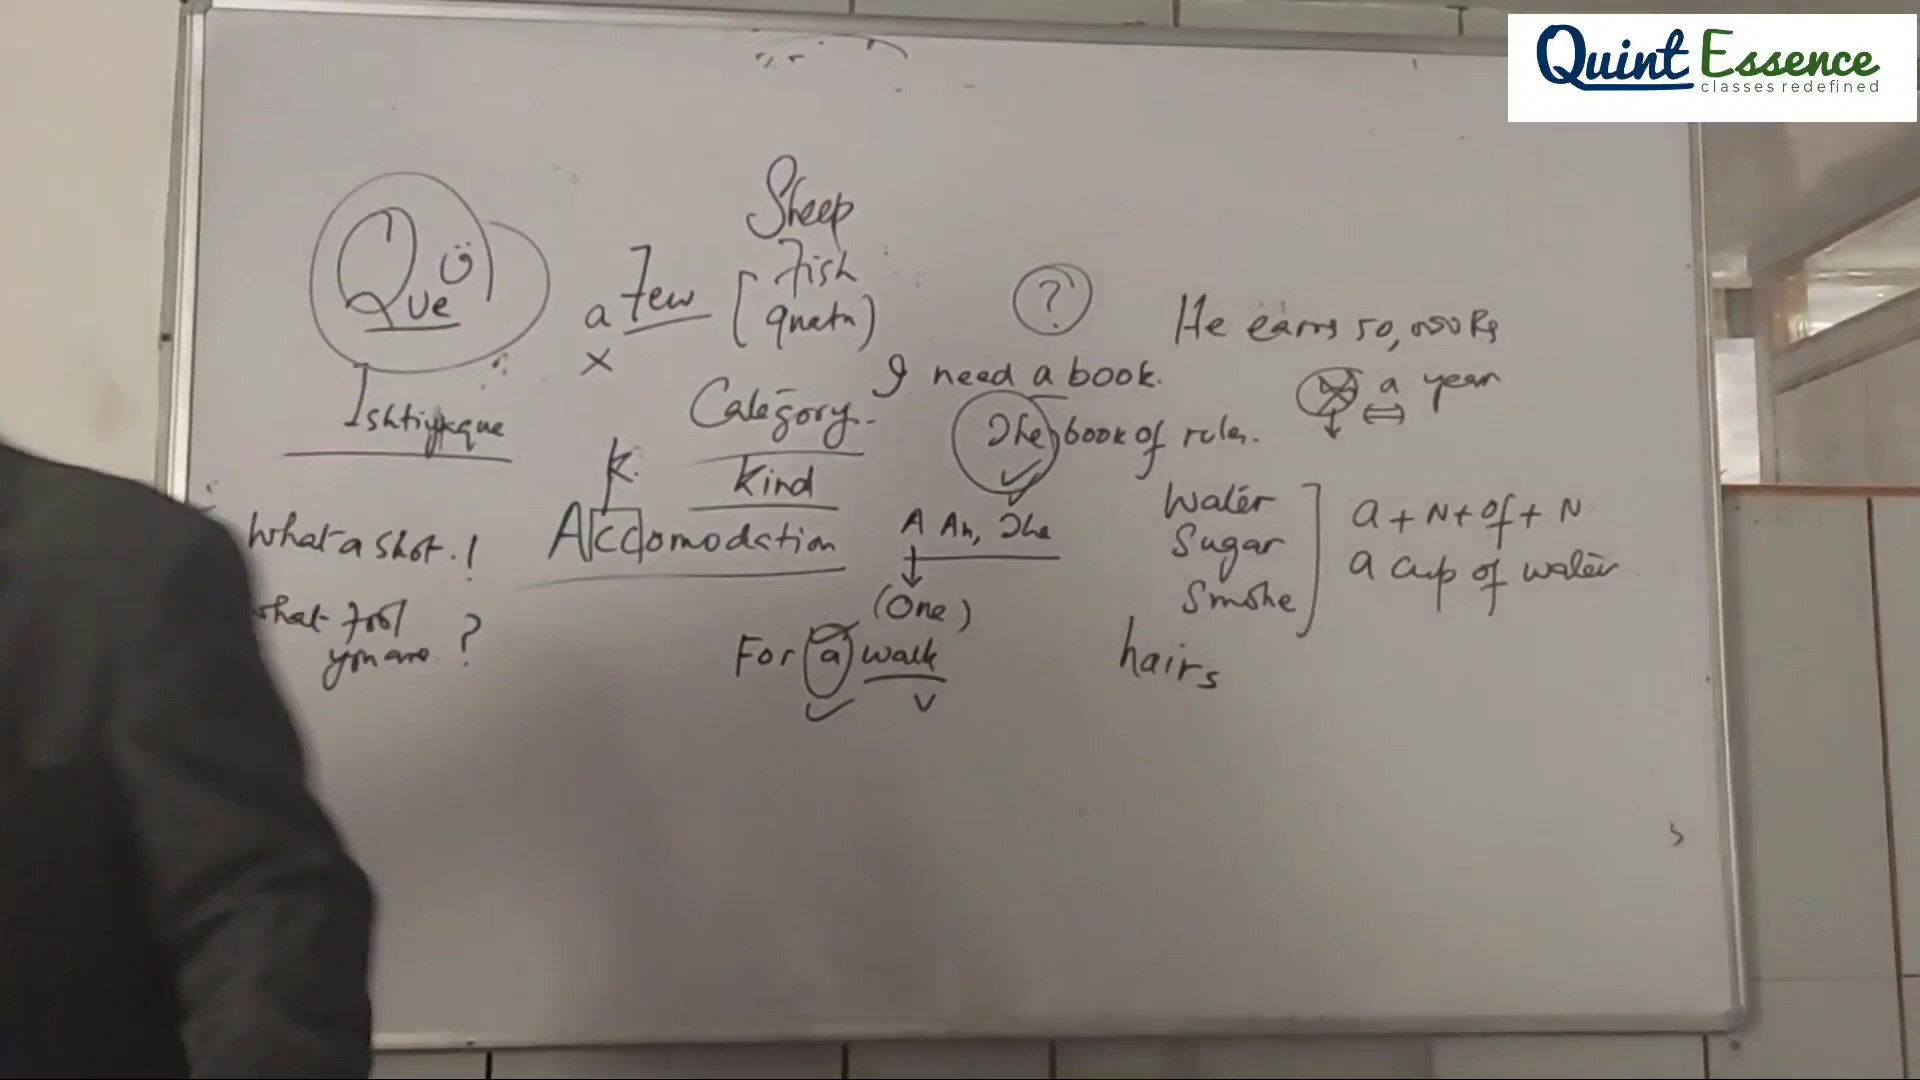 Quint Essence
classes redefined
Que
Sheep
Fish
a Few
x
?
He earns 50,000 Rs
a year
I need a book.
Category
The book of rules.
k
kind
Water
Sugar
Smoke
a + N + of + N
a cup of water
What a shot.!
Accomodation
A An, The
(One)
what fool
you are ?
For a walk
v
hairs